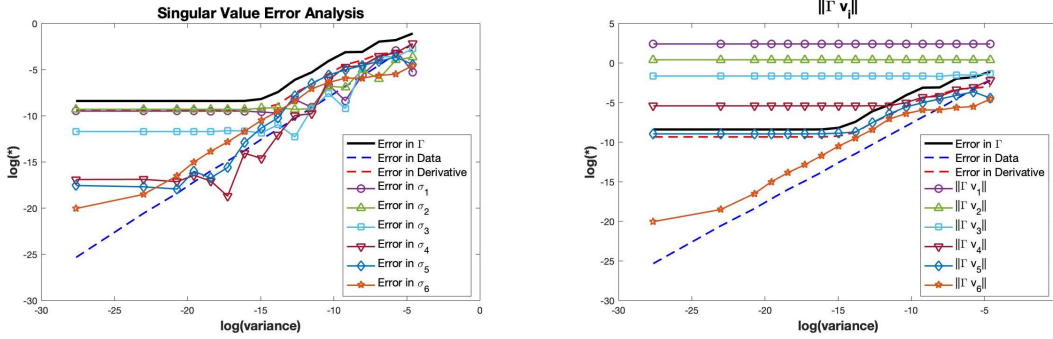 Singular Value Error Analysis
0
-5
-10
-15
-20
-25
-30
log(*)
-30
-25
-20
-15
-10
-5
0
log(variance)
Error in Γ
Error in Data
Error in Derivative
Error in σ₁
Error in σ₂
Error in σ₃
Error in σ₄
Error in σ₅
Error in σ₆
||Γ vᵢ||
5
0
-5
-10
-15
-20
-25
-30
log(*)
-30
-25
-20
-15
-10
-5
log(variance)
Error in Γ
Error in Data
Error in Derivative
||Γ v₁||
||Γ v₂||
||Γ v₃||
||Γ v₄||
||Γ v₅||
||Γ v₆||